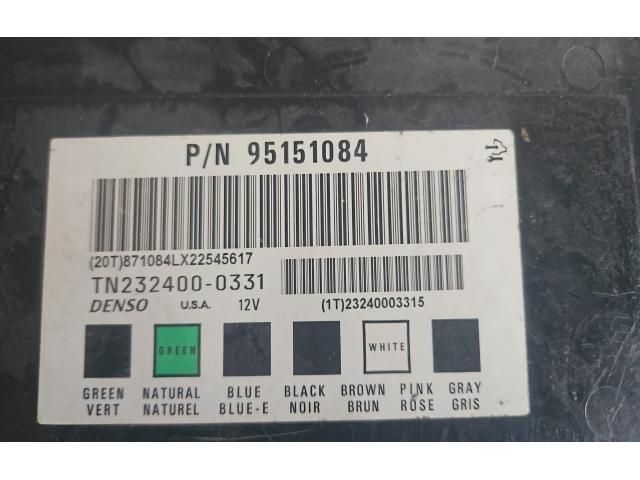 P/N 95151084
(20T)871084LX22545617
TN232400-0331
DENSO U.S.A. 12V
(1T)23240003315
GREEN WHITE
GREEN NATURAL BLUE BLACK BROWN PINK GRAY
VERT NATUREL BLUE-E NOIR BRUN RÖSE GRIS